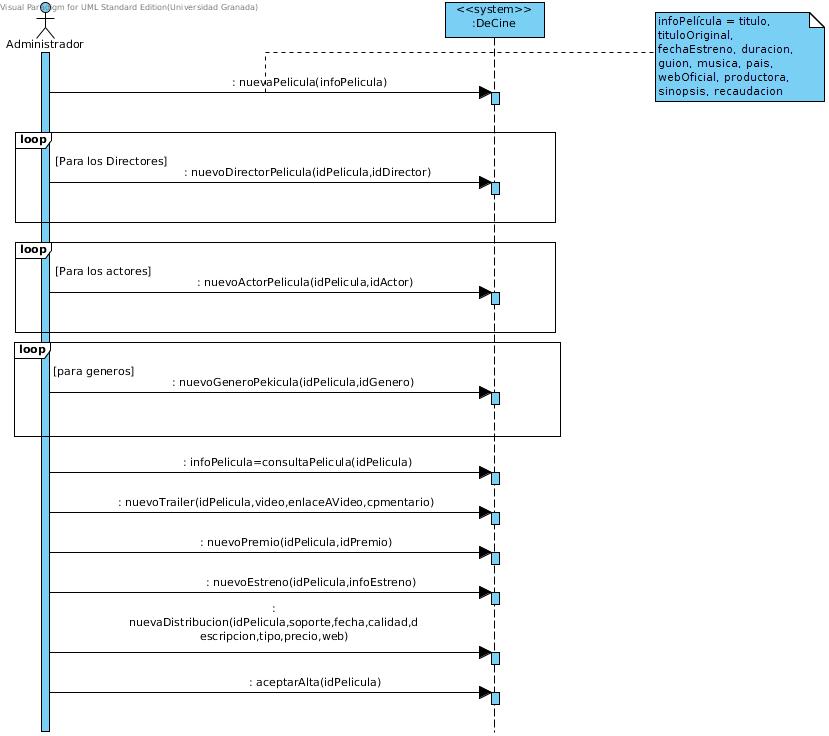 Visual Paradigm for UML Standard Edition(Universidad Granada)
<<system>>
:DeCine
Administrador
infoPelícula = titulo,
tituloOriginal,
fechaEstreno, duracion,
guion, musica, pais,
webOficial, productora,
sinopsis, recaudacion
: nuevaPelicula(infoPelicula)
loop
[Para los Directores]
: nuevoDirectorPelicula(idPelicula,idDirector)
loop
[Para los actores]
: nuevoActorPelicula(idPelicula,idActor)
loop
[para generos]
: nuevoGeneroPekicula(idPelicula,idGenero)
: infoPelicula=consultaPelicula(idPelicula)
: nuevoTrailer(idPelicula,video,enlaceAVideo,cpmentario)
: nuevoPremio(idPelicula,idPremio)
: nuevoEstreno(idPelicula,infoEstreno)
:
nuevaDistribucion(idPelicula,soporte,fecha,calidad,d
escripcion,tipo,precio,web)
: aceptarAlta(idPelicula)